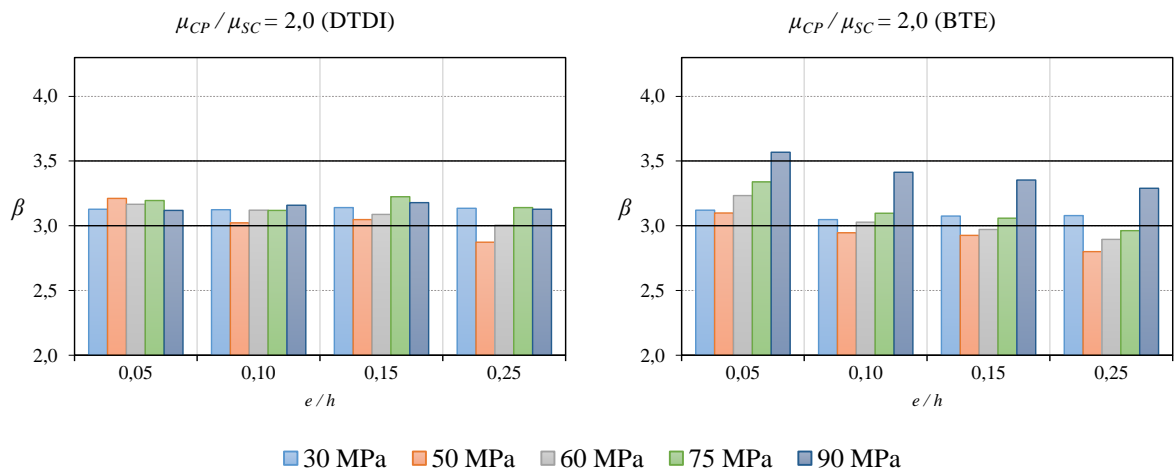 μCP / μSC = 2,0 (DTDI)
4,0
3,5
β
3,0
2,5
2,0
0,05 0,10 0,15 0,25
e / h
μCP / μSC = 2,0 (BTE)
4,0
3,5
β
3,0
2,5
2,0
0,05 0,10 0,15 0,25
e / h
30 MPa 50 MPa 60 MPa 75 MPa 90 MPa